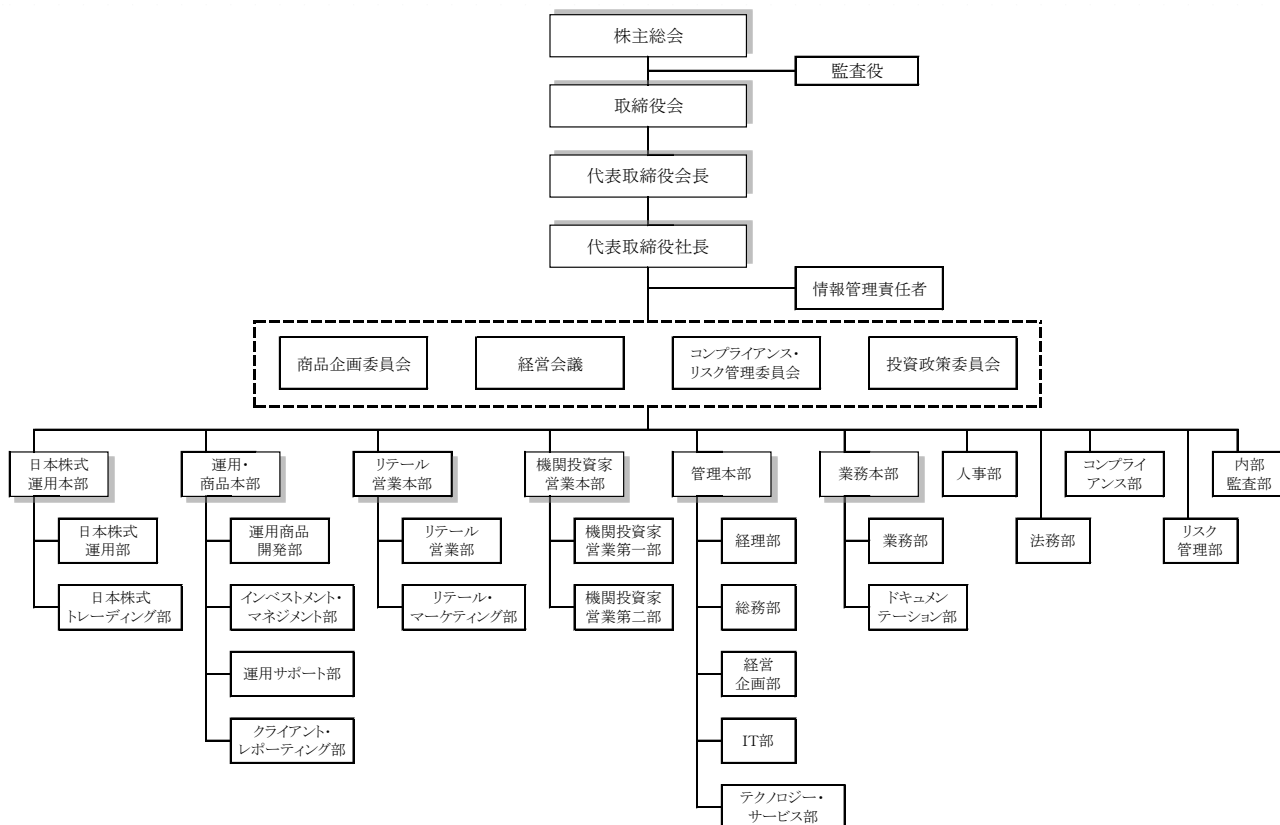 株主総会
監査役
取締役会
代表取締役会長
代表取締役社長
情報管理責任者
商品企画委員会
経営会議
コンプライアンス・
リスク管理委員会
投資政策委員会
日本株式
運用本部
運用・
商品本部
リテール
営業本部
機関投資家
営業本部
管理本部
業務本部
人事部
コンプライ
アンス部
内部
監査部
日本株式
運用部
運用商品
開発部
リテール
営業部
機関投資家
営業第一部
経理部
業務部
法務部
リスク
管理部
日本株式
トレーディング部
インベストメント・
マネジメント部
リテール・
マーケティング部
機関投資家
営業第二部
総務部
ドキュメン
テーション部
運用サポート部
経営
企画部
クライアント・
レポーティング部
IT部
テクノロジー・
サービス部